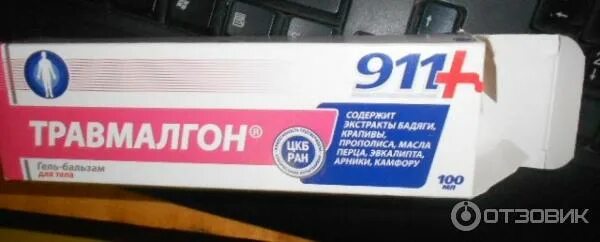 911+
ТРАВМАЛГОН®
Гель-бальзам
для тела
ЦКБ
РАН
СОДЕРЖИТ
ЭКСТРАКТЫ БАДЯГИ,
КРАПИВЫ,
ПРОПОЛИСА, МАСЛА
ПЕРЦА, ЭВКАЛИПТА,
АРНИКИ, КАМФОРУ
100
МЛ
ОТЗОВИК